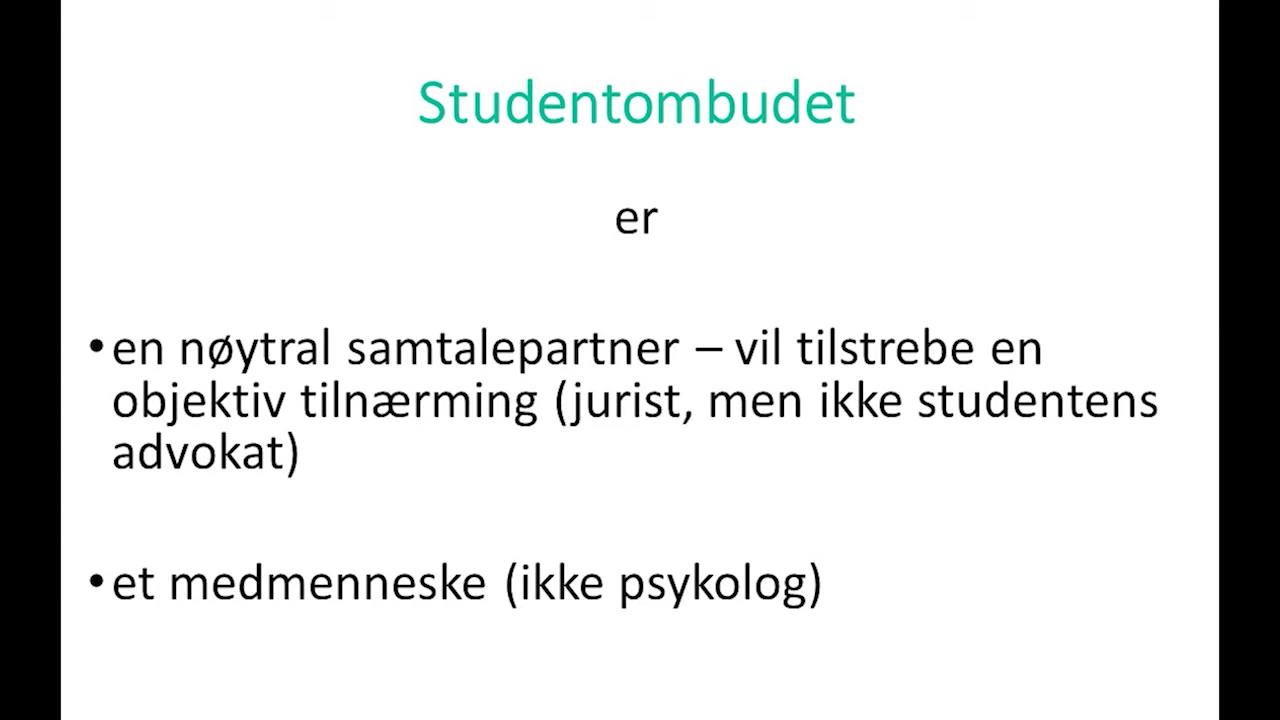 Studentombudet
er
•en nøytral samtalepartner – vil tilstrebe en
objektiv tilnærming (jurist, men ikke studentens
advokat)
•et medmenneske (ikke psykolog)